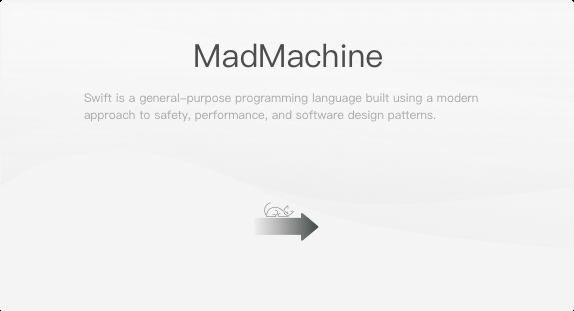 MadMachine
Swift is a general-purpose programming language built using a modern
approach to safety, performance, and software design patterns.